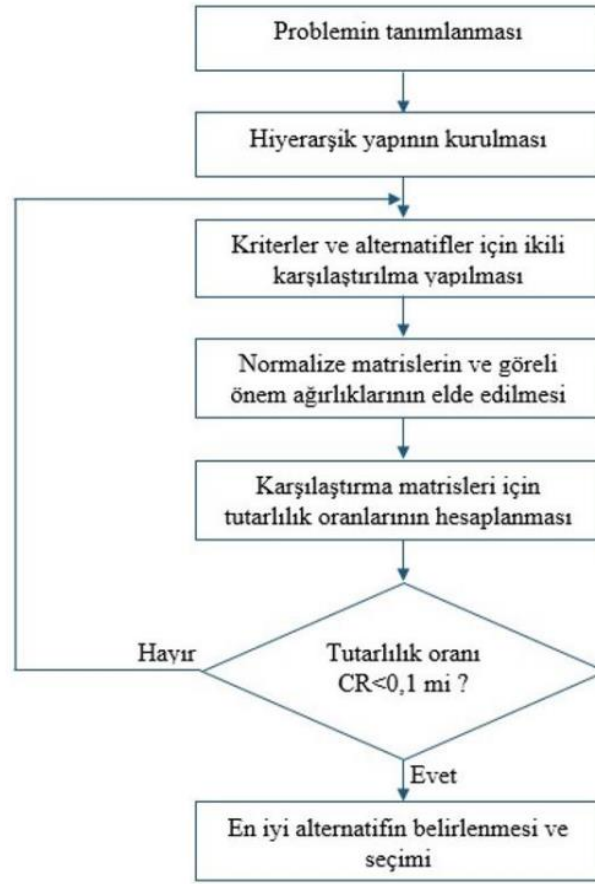 Problemin tanımlanması
Hiyerarşik yapının kurulması
Kriterler ve alternatifler için ikili
karşılaştırılma yapılması
Normalize matrislerin ve göreli
önem ağırlıklarının elde edilmesi
Karşılaştırma matrisleri için
tutarlılık oranlarının hesaplanması
Hayır
Tutarlılık oranı
CR<0,1 mi ?
Evet
En iyi alternatifin belirlenmesi ve
seçimi